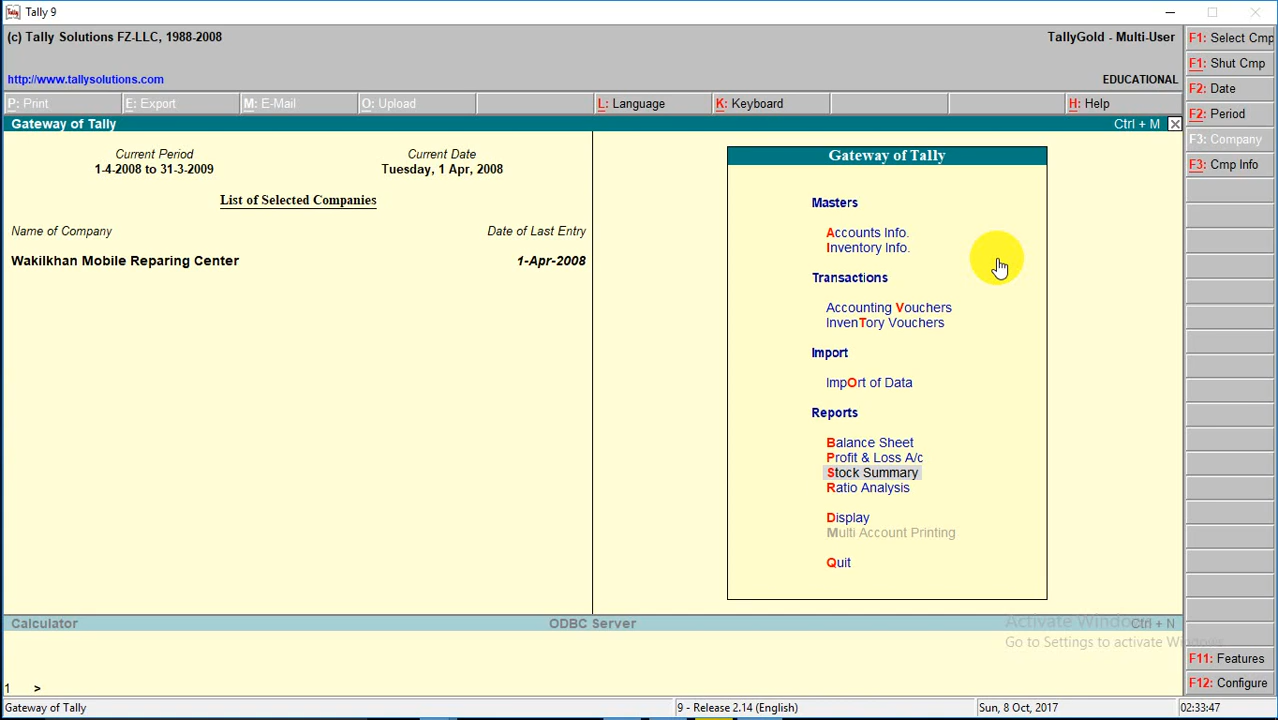 Tally 9
(c) Tally Solutions FZ-LLC, 1988-2008
TallyGold - Multi-User
http://www.tallysolutions.com
EDUCATIONAL
P: Print
E: Export
M: E-Mail
O: Upload
L: Language
K: Keyboard
H: Help
Gateway of Tally
Ctrl + M
Current Period
1-4-2008 to 31-3-2009
Current Date
Tuesday, 1 Apr, 2008
List of Selected Companies
Name of Company
Date of Last Entry
Wakilkhan Mobile Reparing Center
1-Apr-2008
Gateway of Tally
Masters
Accounts Info.
Inventory Info.
Transactions
Accounting Vouchers
InvenTory Vouchers
Import
ImpOrt of Data
Reports
Balance Sheet
Profit & Loss A/c
Stock Summary
Ratio Analysis
Display
Multi Account Printing
Quit
F1: Select Cmp
F1: Shut Cmp
F2: Date
F2: Period
F3: Company
F3: Cmp Info
F11: Features
F12: Configure
Calculator
ODBC Server
Ctrl + N
Activate Windows
Go to Settings to activate Windows
1 >
Gateway of Tally
9 - Release 2.14 (English)
Sun, 8 Oct, 2017
02:33:47